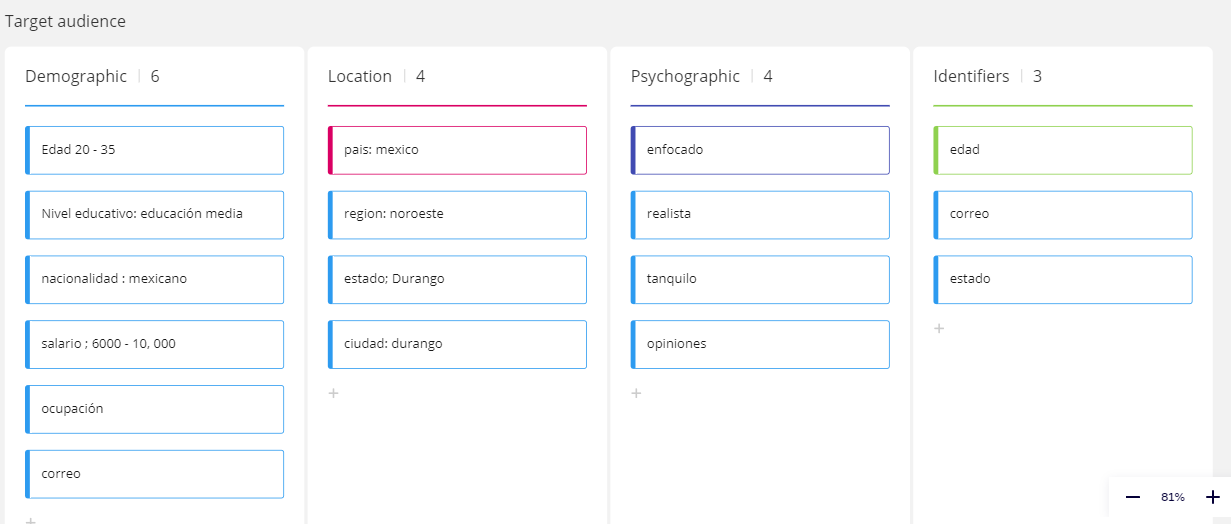 Target audience
Demographic | 6
Edad 20 - 35
Nivel educativo: educación media
nacionalidad : mexicano
salario ; 6000 - 10, 000
ocupación
correo
+
Location | 4
pais: mexico
region: noroeste
estado; Durango
ciudad: durango
+
Psychographic | 4
enfocado
realista
tanquilo
opiniones
+
Identifiers | 3
edad
correo
estado
+
— 81% +